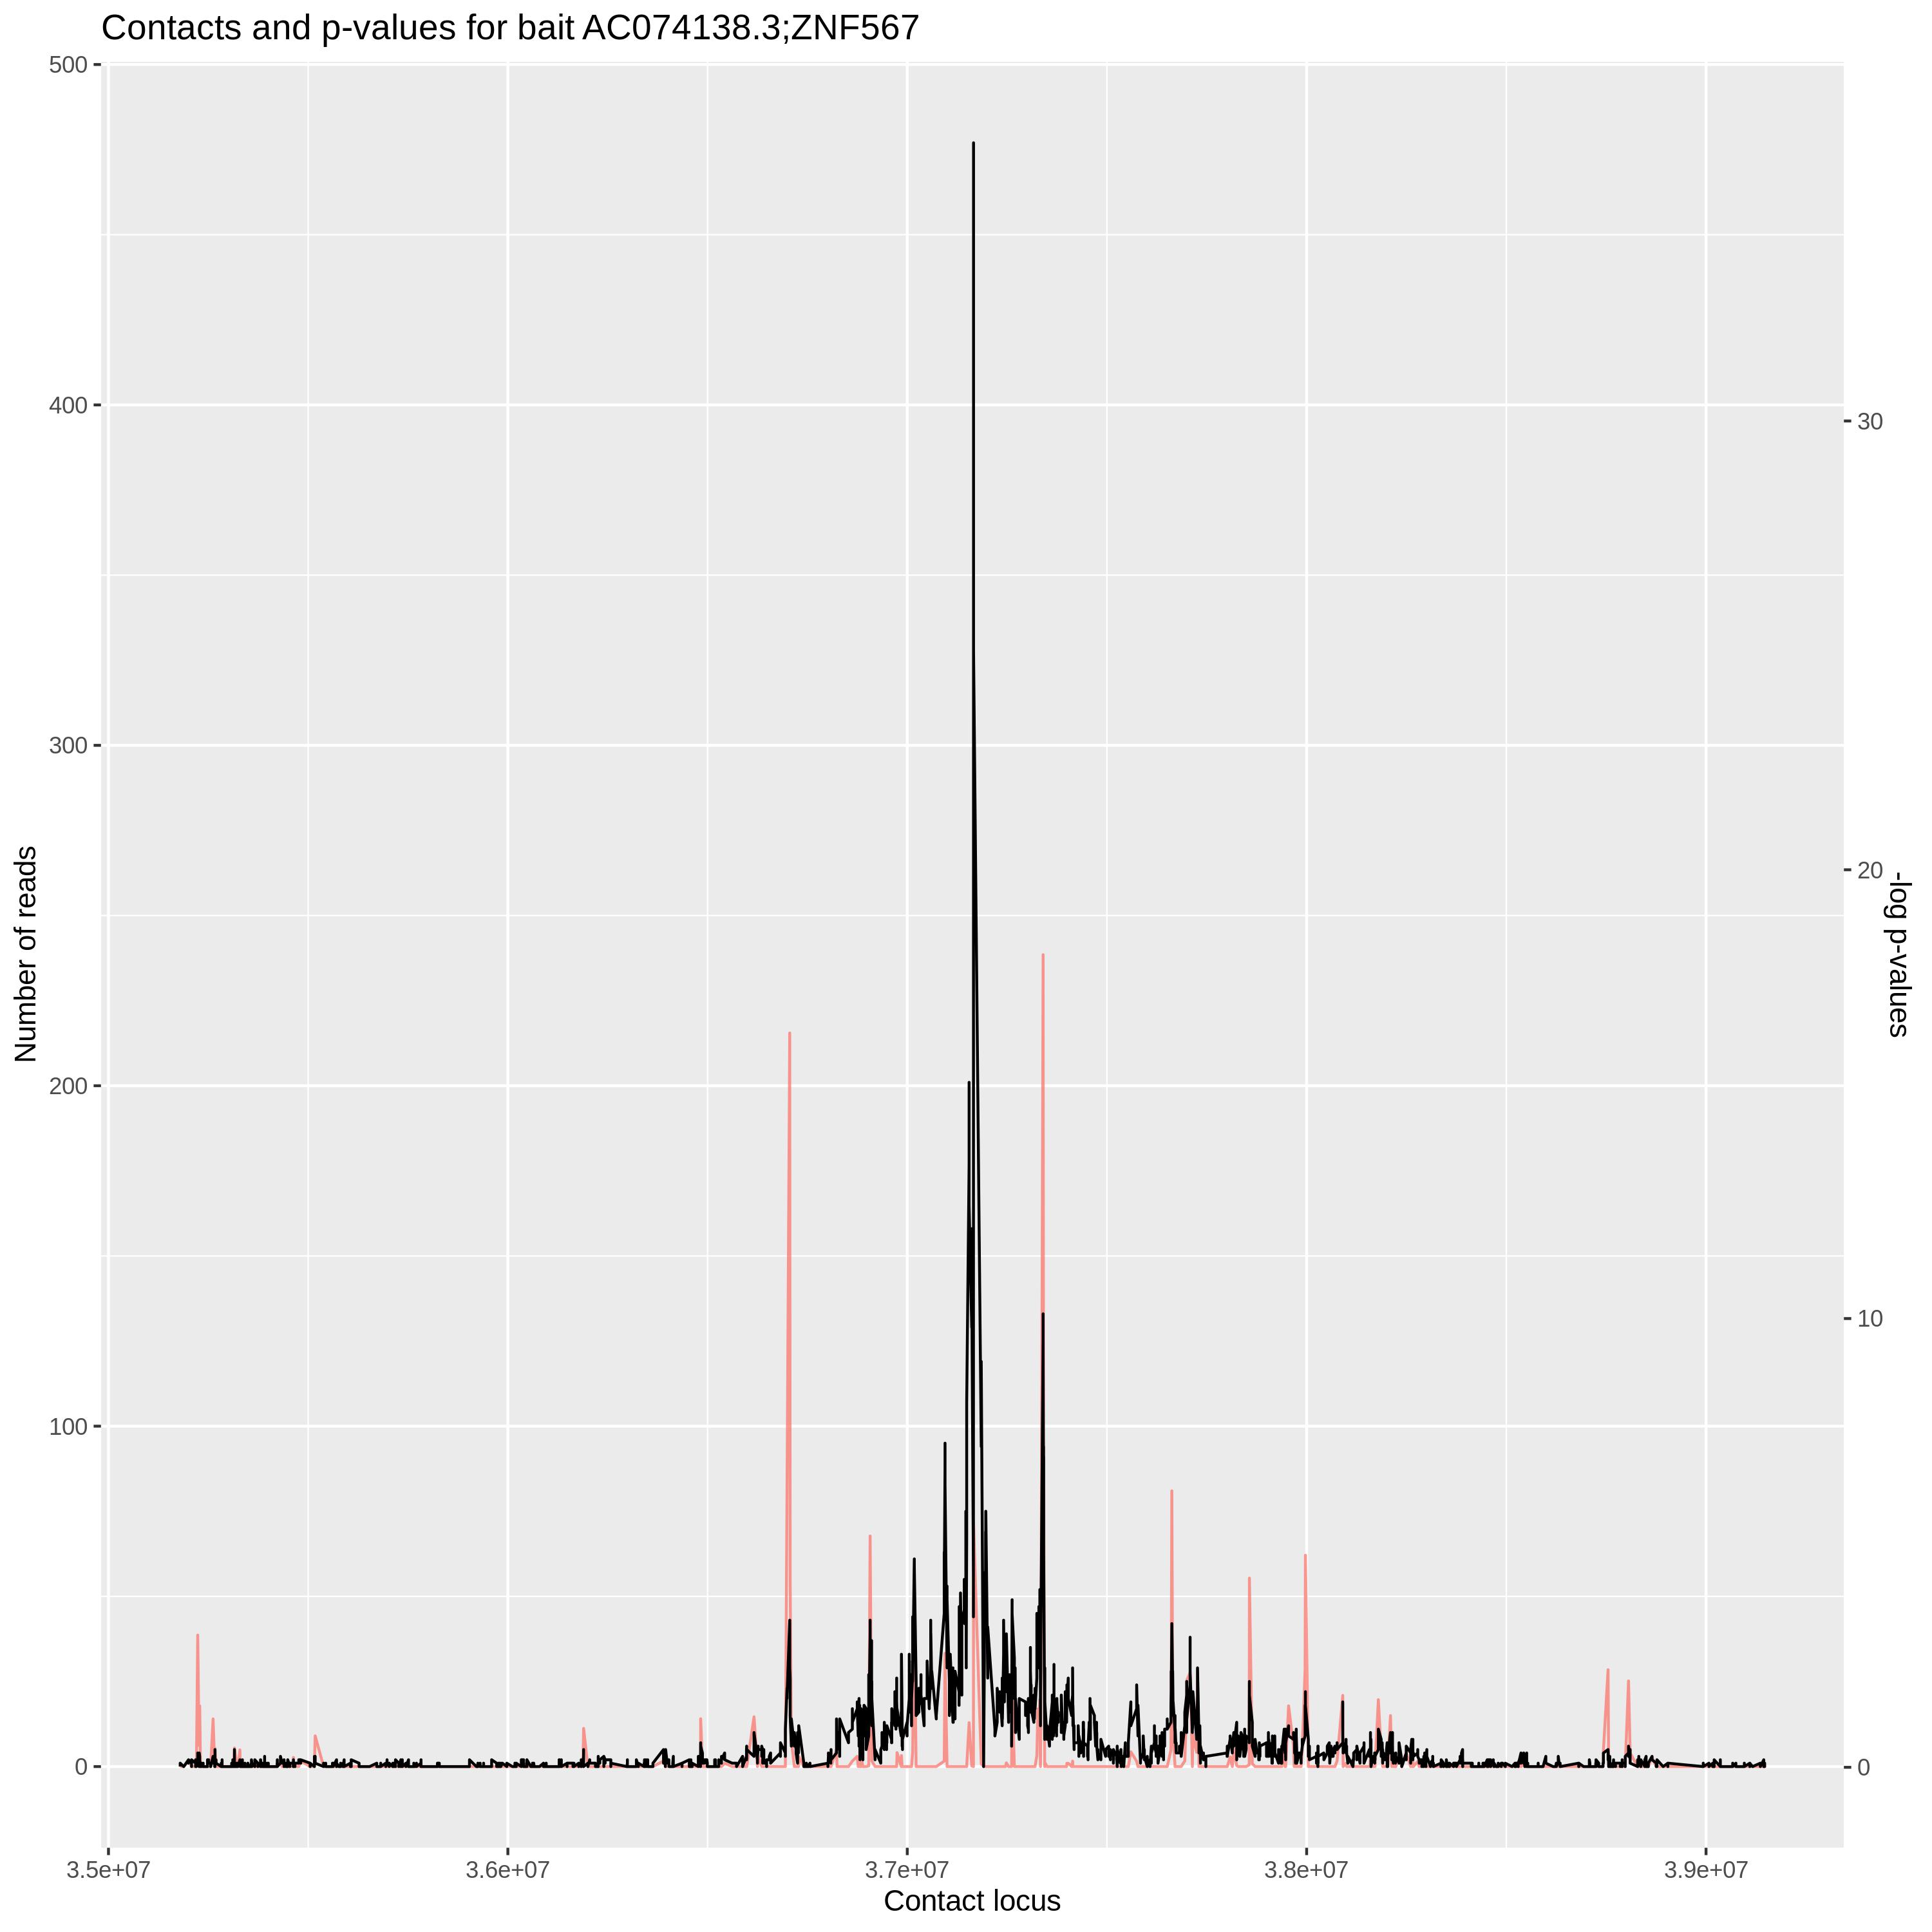 Contacts and p-values for bait AC074138.3;ZNF567
500
400
300
200
100
0
Number of reads
30
20
10
0
-log p-values
3.5e+07
3.6e+07
3.7e+07
3.8e+07
3.9e+07
Contact locus